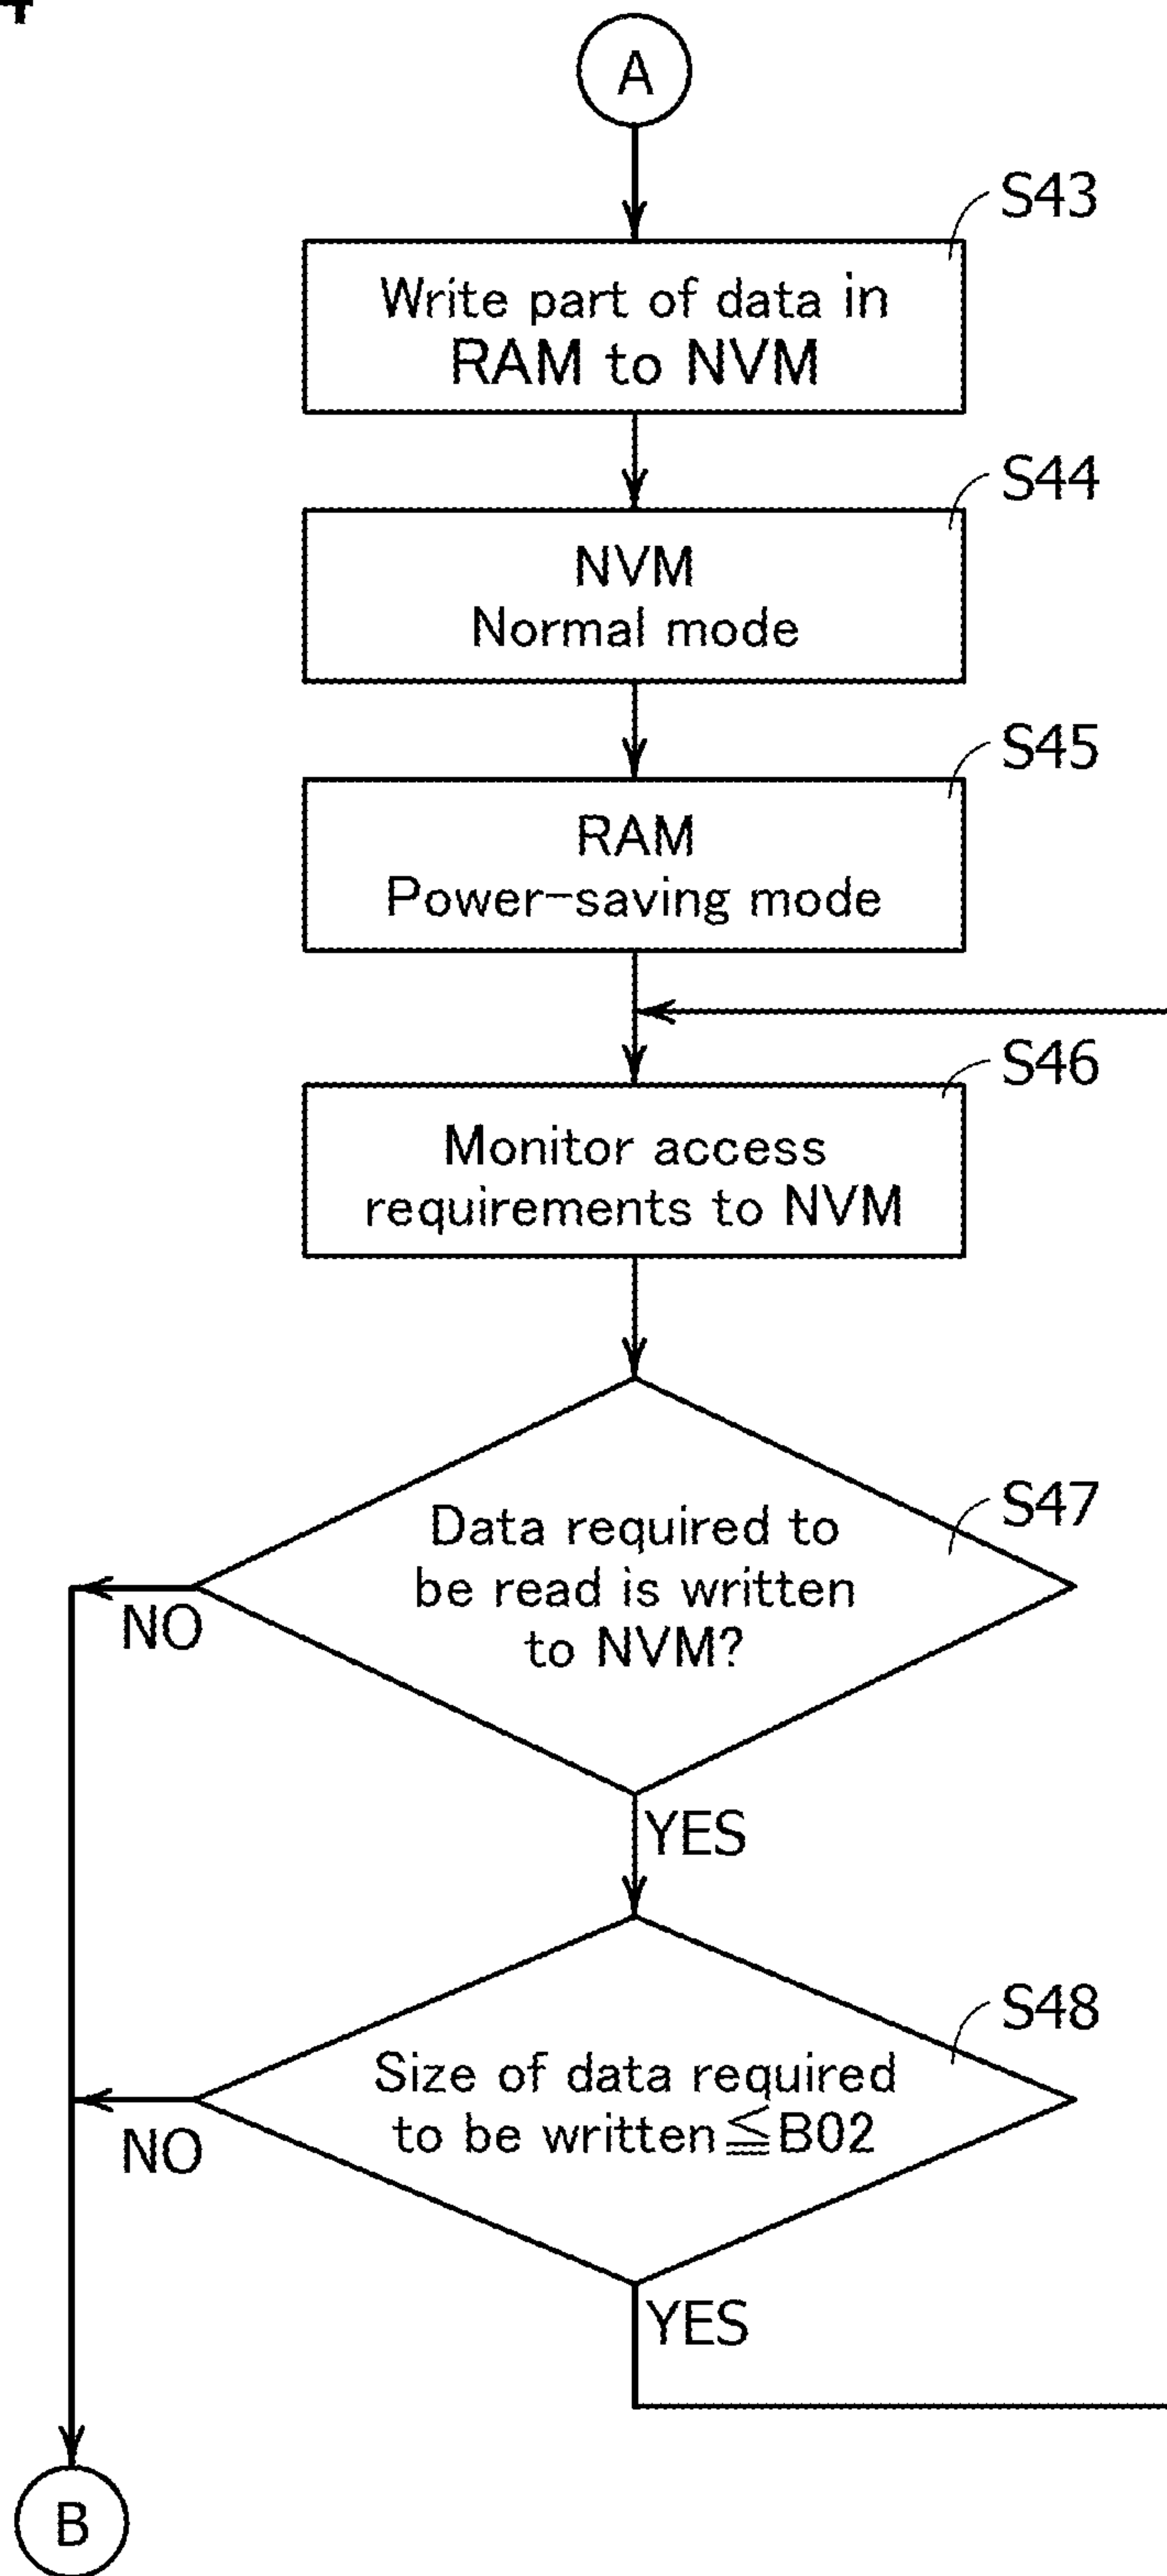 A
S43
Write part of data in
RAM to NVM
S44
NVM
Normal mode
S45
RAM
Power-saving mode
S46
Monitor access
requirements to NVM
S47
Data required to
be read is written
to NVM?
NO
YES
S48
Size of data required
to be written≦B02
NO
YES
B